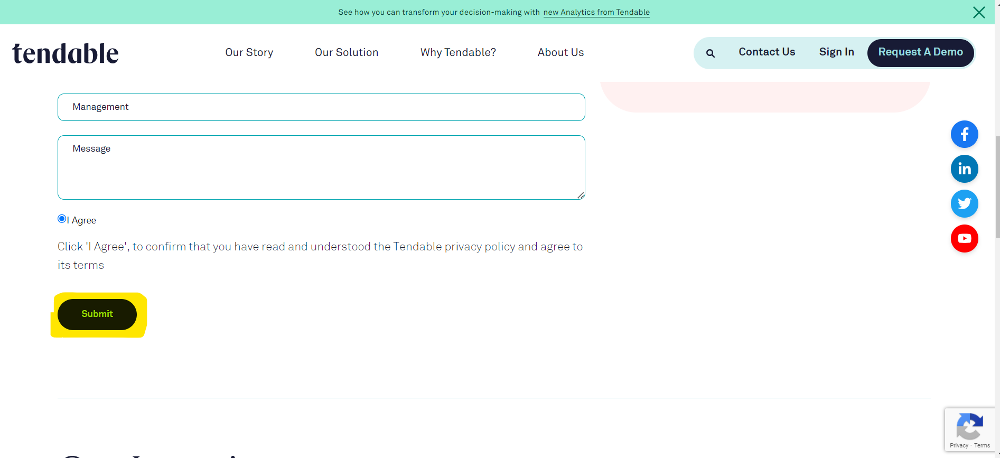 See how you can transform your decision-making with new Analytics from Tendable
tendable
Our Story
Our Solution
Why Tendable?
About Us
Contact Us
Sign In
Request A Demo
Management
Message
I Agree
Click 'I Agree', to confirm that you have read and understood the Tendable privacy policy and agree to
its terms
Submit
Privacy - Terms